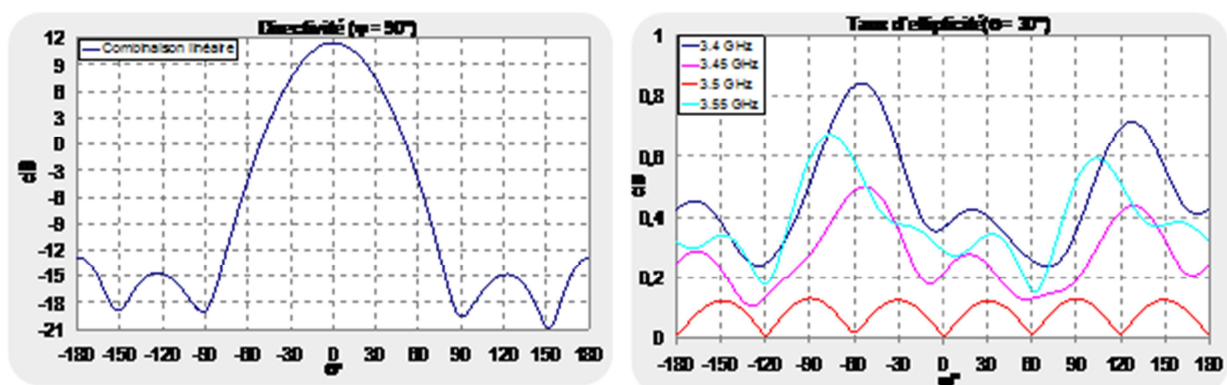 Directivité (φ = 90°)
Combinaison linéaire
12
9
6
3
0
-3
-6
-9
-12
-15
-18
-21
dB
-180 -150 -120 -90 -60 -30 0 30 60 90 120 150 180
Taux d'ellipticité (θ = 30°)
3.4 GHz
3.45 GHz
3.5 GHz
3.55 GHz
1
0,8
0,6
0,4
0,2
0
dB
-180 -150 -120 -90 -60 -30 0 30 60 90 120 150 180